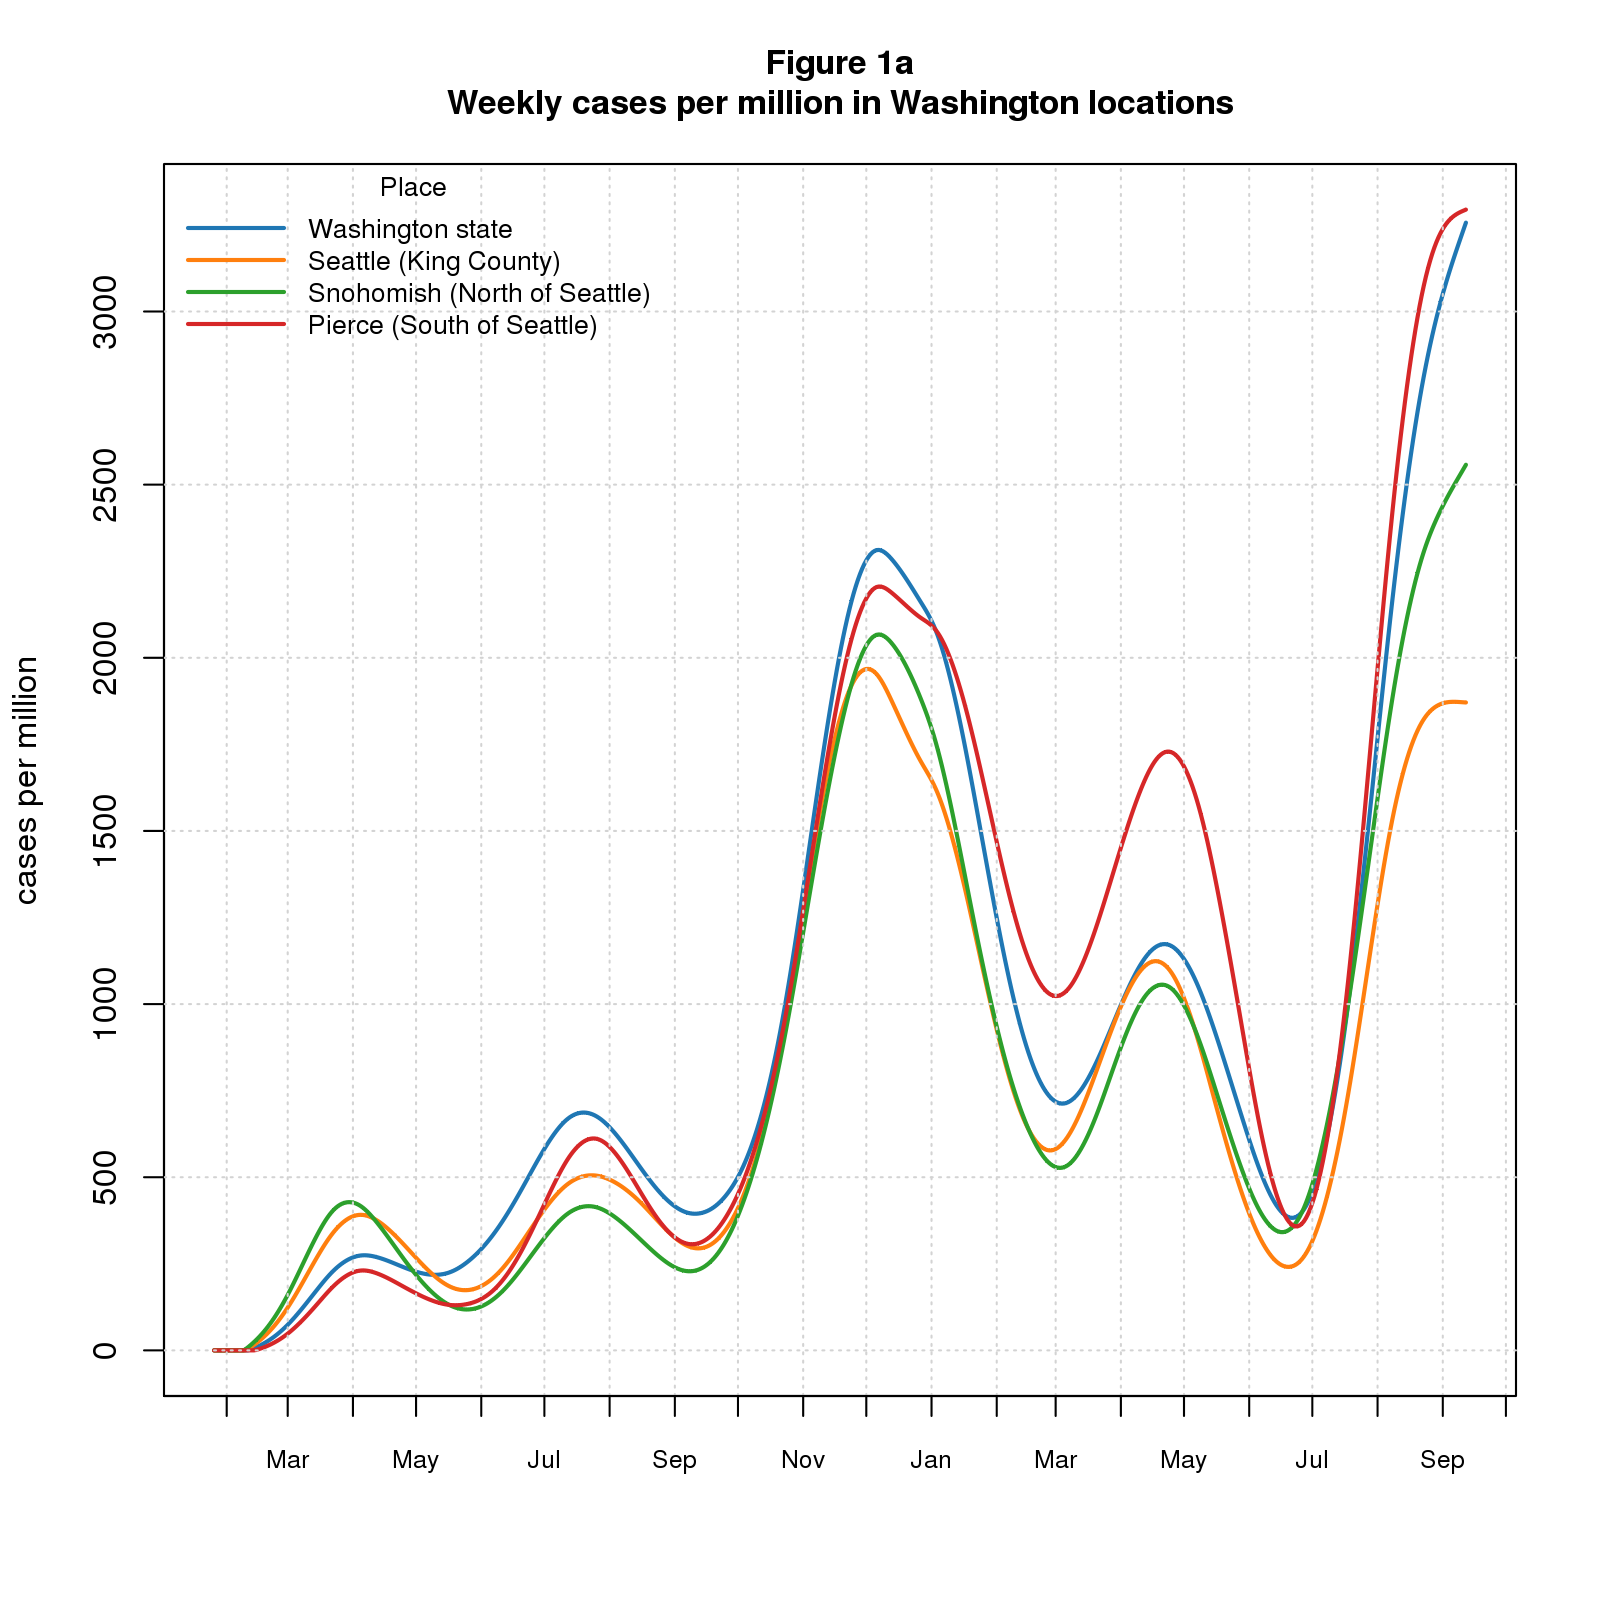 Figure 1a
Weekly cases per million in Washington locations
Place
Washington state
Seattle (King County)
Snohomish (North of Seattle)
Pierce (South of Seattle)
cases per million
3000
2500
2000
1500
1000
500
0
Mar May Jul Sep Nov Jan Mar May Jul Sep